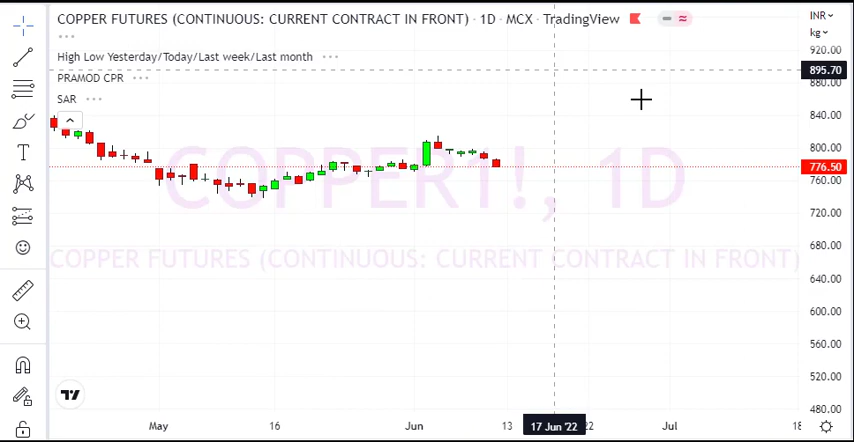 COPPER FUTURES (CONTINUOUS: CURRENT CONTRACT IN FRONT) · 1D · MCX · TradingView
High Low Yesterday/Today/Last week/Last month
PRAMOD CPR
SAR
COPPER1!, 1D
COPPER FUTURES (CONTINUOUS: CURRENT CONTRACT IN FRONT)
INR
kg
920.00
895.70
880.00
840.00
800.00
776.50
760.00
720.00
680.00
640.00
600.00
560.00
520.00
480.00
May 16 Jun 13 17 Jun '22 22 Jul 18